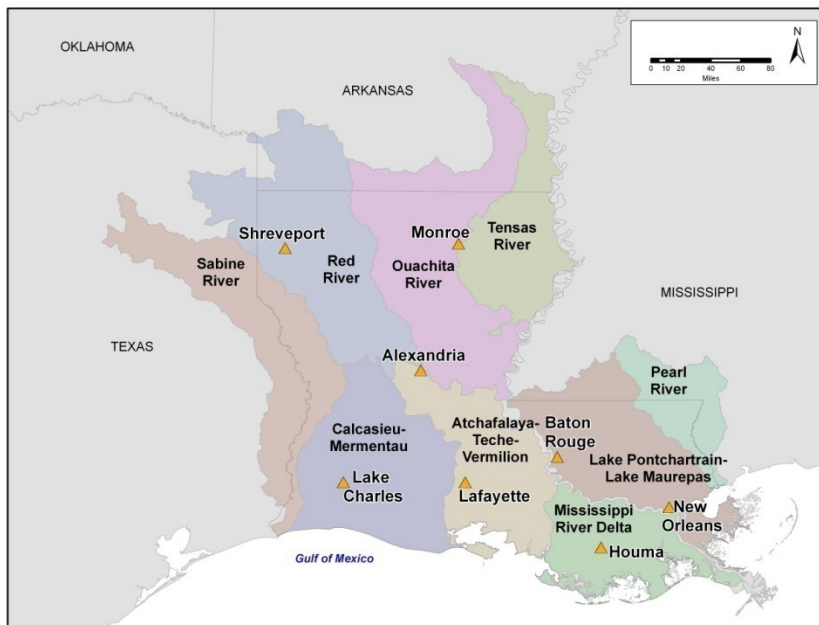 OKLAHOMA
ARKANSAS
N
0 10 20 40 60 80
Miles
Shreveport
Monroe
Tensas
River
Sabine
River
Red
River
Ouachita
River
MISSISSIPPI
TEXAS
Alexandria
Pearl
River
Calcasieu-
Mermentau
Atchafalaya-
Teche-
Vermilion
Baton
Rouge
Lake Pontchartrain-
Lake Maurepas
Lake
Charles
Lafayette
Mississippi
River Delta
New
Orleans
Houma
Gulf of Mexico